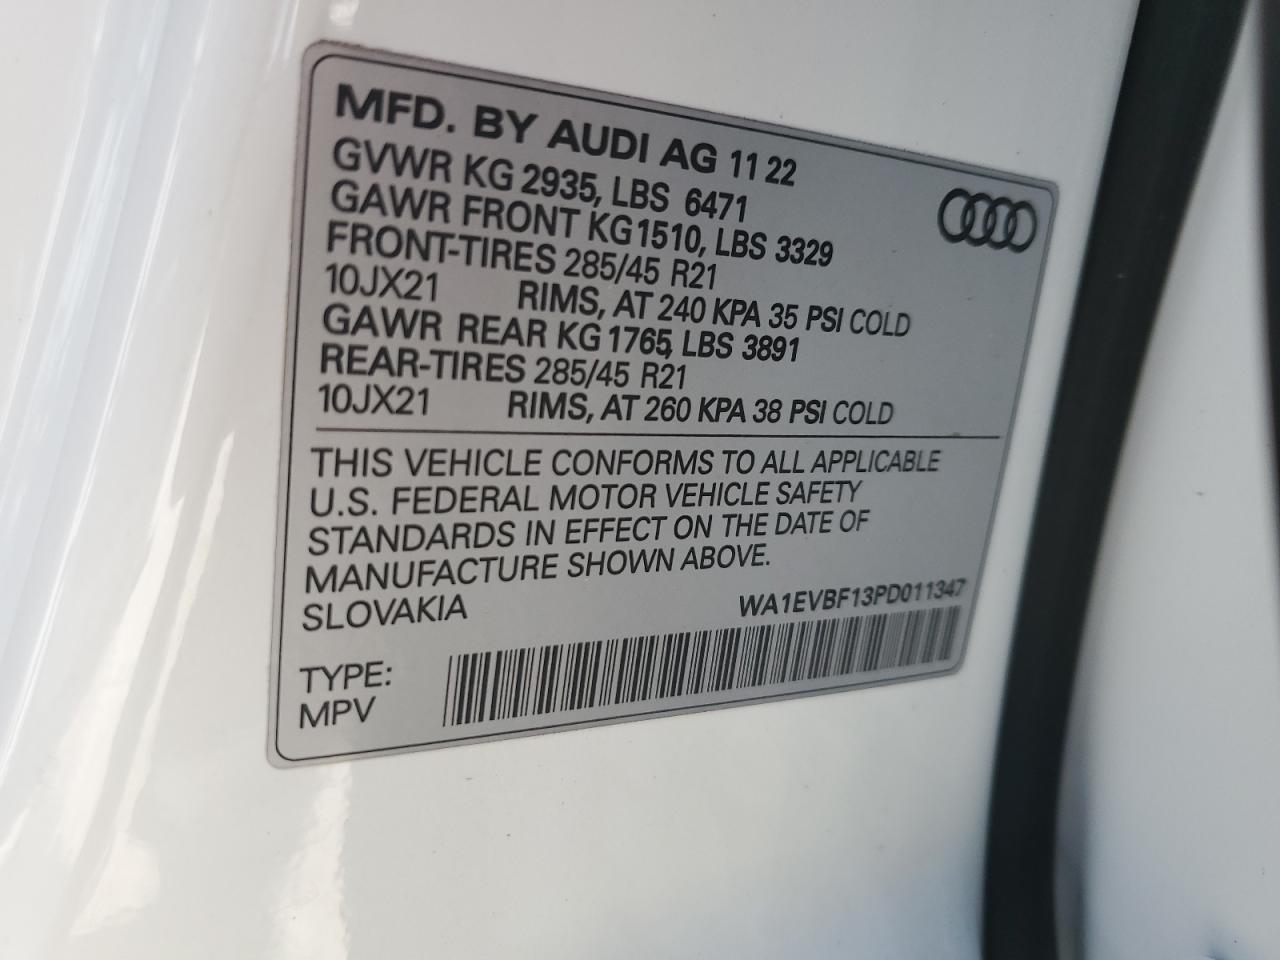 MFD. BY AUDI AG 11 22
GVWR KG 2935, LBS 6471
GAWR FRONT KG 1510, LBS 3329
FRONT-TIRES 285/45 R21
10JX21 RIMS, AT 240 KPA 35 PSI COLD
GAWR REAR KG 1765, LBS 3891
REAR-TIRES 285/45 R21
10JX21 RIMS, AT 260 KPA 38 PSI COLD
THIS VEHICLE CONFORMS TO ALL APPLICABLE
U.S. FEDERAL MOTOR VEHICLE SAFETY
STANDARDS IN EFFECT ON THE DATE OF
MANUFACTURE SHOWN ABOVE.
SLOVAKIA WA1EVBF13PD011347
TYPE:
MPV